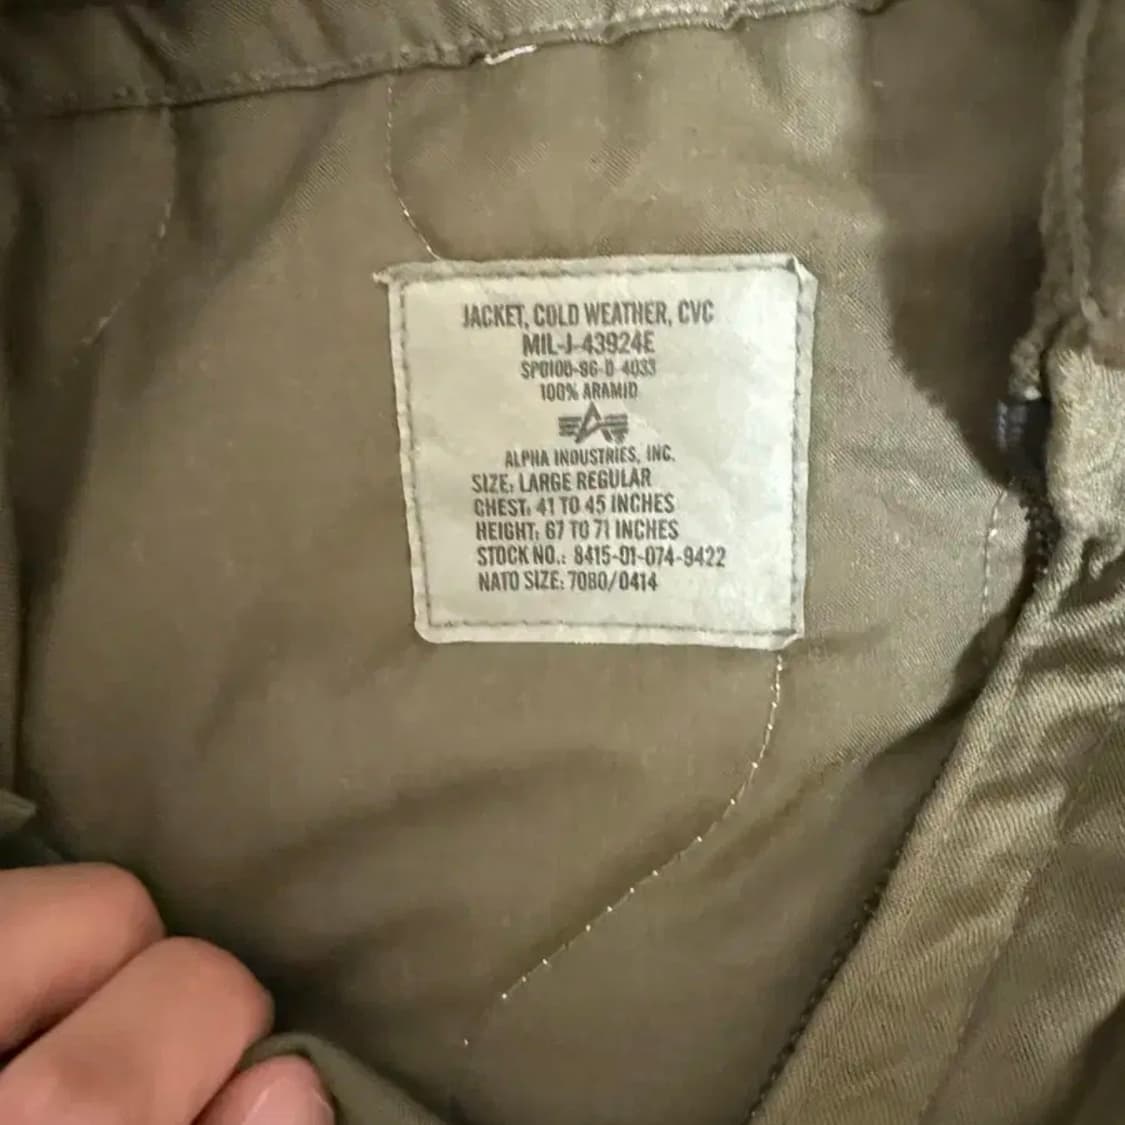 JACKET, COLD WEATHER, CVC
MIL-J-43924E
SPO100-96-D-4033
100% ARAMID
ALPHA INDUSTRIES, INC.
SIZE: LARGE REGULAR
CHEST: 41 TO 45 INCHES
HEIGHT: 67 TO 71 INCHES
STOCK NO.: 8415-01-074-9422
NATO SIZE: 7080/0414